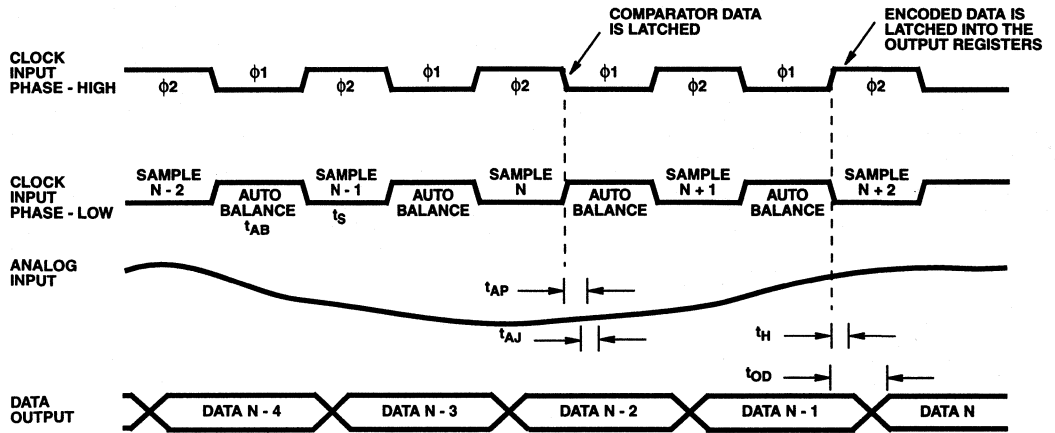 COMPARATOR DATA
IS LATCHED
ENCODED DATA IS
LATCHED INTO THE
OUTPUT REGISTERS
CLOCK
INPUT
PHASE - HIGH
ϕ2 ϕ1 ϕ2 ϕ1 ϕ2 ϕ1 ϕ2 ϕ1 ϕ2
CLOCK
INPUT
PHASE - LOW
SAMPLE
N - 2
AUTO
BALANCE
tAB
SAMPLE
N - 1
tS
AUTO
BALANCE
SAMPLE
N
AUTO
BALANCE
SAMPLE
N + 1
AUTO
BALANCE
SAMPLE
N + 2
ANALOG
INPUT
tAP
tAJ
tH
tOD
DATA
OUTPUT
DATA N - 4
DATA N - 3
DATA N - 2
DATA N - 1
DATA N